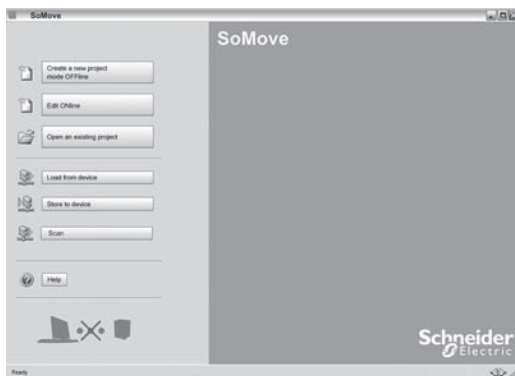 SoMove
SoMove
Create a new project
mode OFFline
Edit ONline
Open an existing project
Load from device
Store to device
Scan
Help
Schneider
Electric
Ready